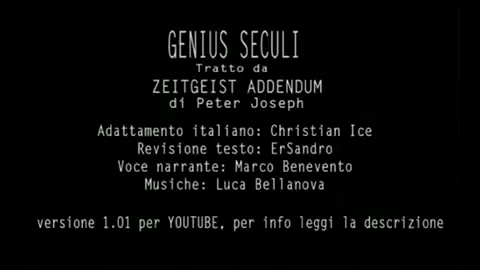 GENIUS SECULI
Tratto da
ZEITGEIST ADDENDUM
di Peter Joseph
Adattamento italiano: Christian Ice
Revisione testo: ErSandro
Voce narrante: Marco Benevento
Musiche: Luca Bellanova
versione 1.01 per YOUTUBE, per info leggi la descrizione